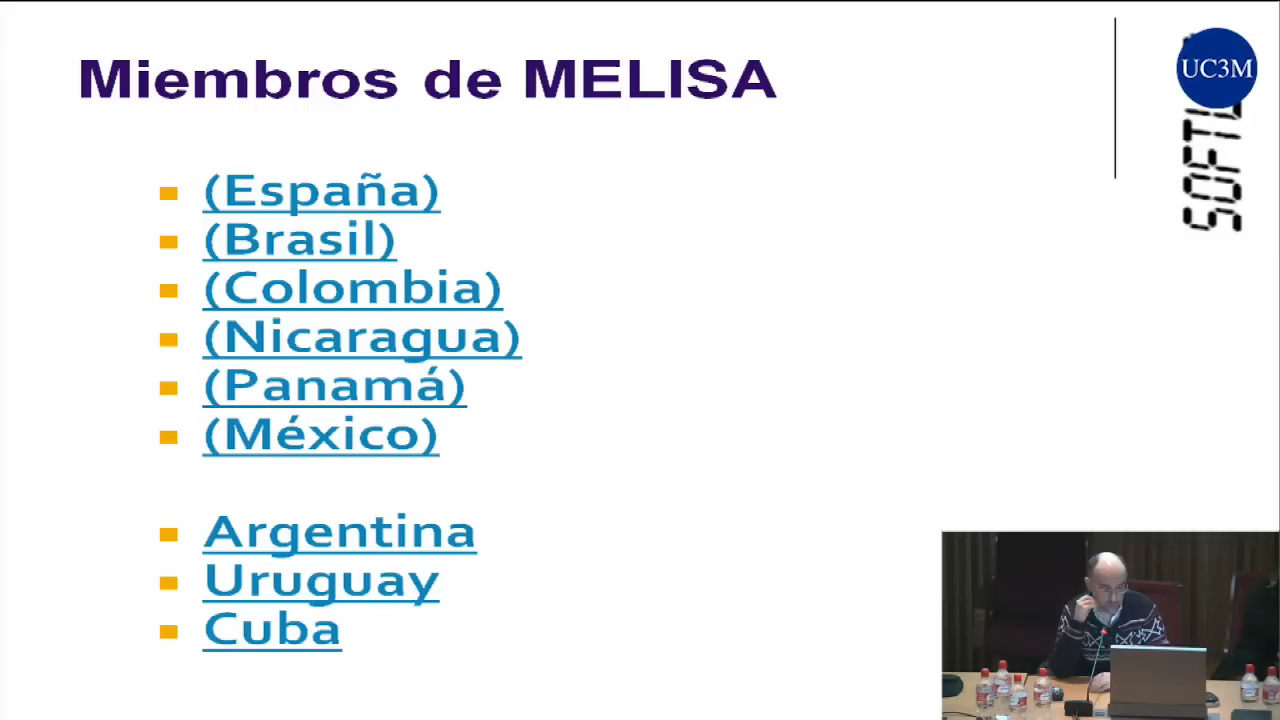 Miembros de MELISA
UC3M
(España)
(Brasil)
(Colombia)
(Nicaragua)
(Panamá)
(México)
Argentina
Uruguay
Cuba